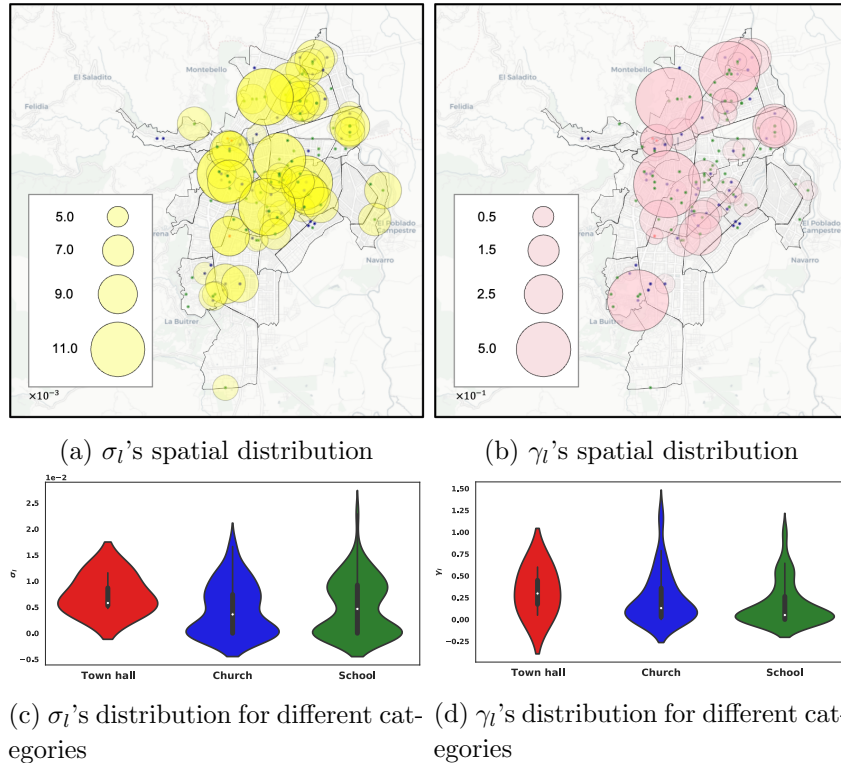 Montebello
El Saladito
Felidia
5.0
7.0
9.0
11.0
×10⁻³
rena
El Poblado
Campestre
Navarro
La Buitrer
Montebello
El Saladito
Felidia
0.5
1.5
2.5
5.0
×10⁻¹
rena
El Poblado
Campestre
Navarro
La Buitrer
(a) σₗ's spatial distribution
(b) γₗ's spatial distribution
1e−2
2.5
2.0
1.5
1.0
0.5
0.0
−0.5
σₗ
Town hall Church School
1.50
1.25
1.00
0.75
0.50
0.25
0.00
−0.25
γₗ
Town hall Church School
(c) σₗ's distribution for different cat-
egories
(d) γₗ's distribution for different cat-
egories